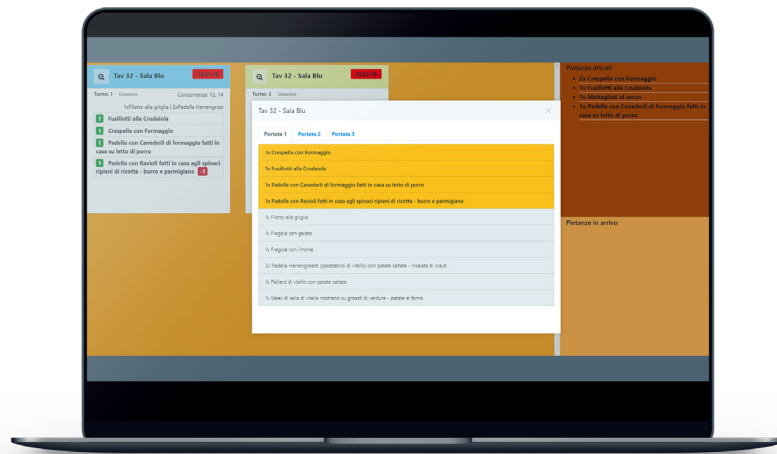 Tav 32 - Sala Blu
Turno: 1 Generico Concorrenze: 12, 14
1xFiletto alla griglia | 2xPadella Herrengroe
1 Fusillotti alla Crudaiola
1 Crespella con Formaggio
1 Padella con Canederli di formaggio fatti in
casa su letto di porro
1 Padella con Ravioli fatti in casa agli spinaci
ripieni di ricotta - burro e parmigiano -1
Tav 32 - Sala Blu
Turno: 3 Generico
Tav 32 - Sala Blu ×
Portata 1 Portata 2 Portata 3
1x Crespella con Formaggio
1x Fusillotti alla Crudaiola
1x Padella con Canederli di formaggio fatti in casa su letto di porro
1x Padella con Ravioli fatti in casa agli spinaci ripieni di ricotta - burro e parmigiano
1x Filetto alla griglia
1x Fragole con gelato
1x Fragole con limone
2x Padella Herrengroestl (spezzatino di vitello) con patate saltate - insalata di crauti
1x Paillard di vitello con patate saltate
1x Steak di sella di vitello nostrano su groestl di verdure - patate al forno
Pietanze attuali
2x Crespella con Formaggio
1x Fusillotti alla Crudaiola
1x Maltagliati al cervo
1x Padella con Canederli di formaggio fatti in
casa su letto di porro
Pietanze in arrivo